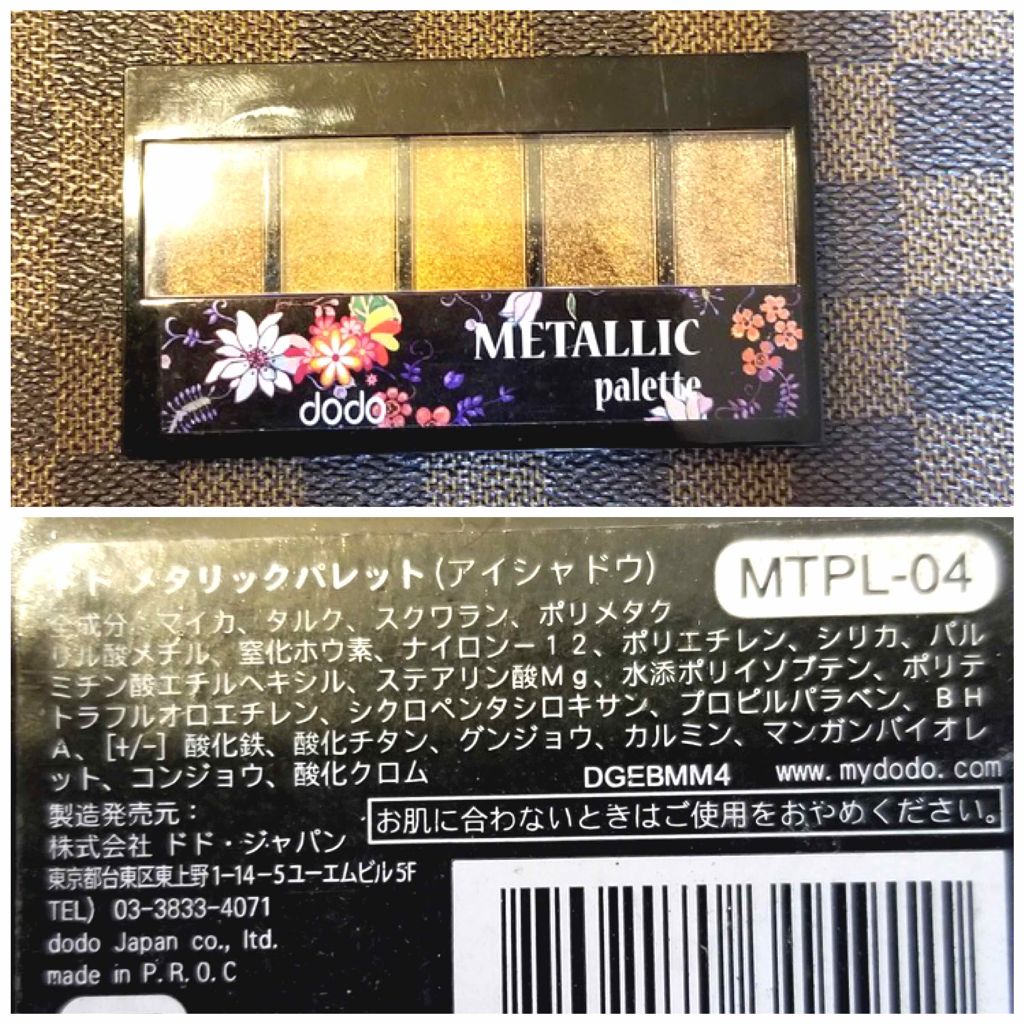 METALLIC
palette
dodo
ドド メタリックパレット(アイシャドウ)
MTPL-04
全成分、マイカ、タルク、スクワラン、ポリメタク
リル酸メチル、窒化ホウ素、ナイロン-12、ポリエチレン、シリカ、パル
ミチン酸エチルヘキシル、ステアリン酸Mg、水添ポリイソブテン、ポリテ
トラフルオロエチレン、シクロペンタシロキサン、プロピルパラベン、BH
A、[+/-] 酸化鉄、酸化チタン、グンジョウ、カルミン、マンガンバイオレ
ット、コンジョウ、酸化クロム
DGEBMM4 www.mydodo.com
製造発売元:
お肌に合わないときはご使用をおやめください。
株式会社 ドド・ジャパン
東京都台東区東上野1-14-5ユーエムビル5F
TEL) 03-3833-4071
dodo Japan co., ltd.
made in P.R.O.C